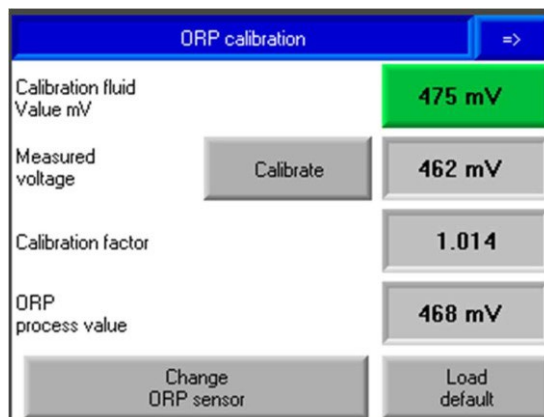 ORP calibration
=>
Calibration fluid
Value mV
475 mV
Measured
voltage
Calibrate
462 mV
Calibration factor
1.014
ORP
process value
468 mV
Change
ORP sensor
Load
default